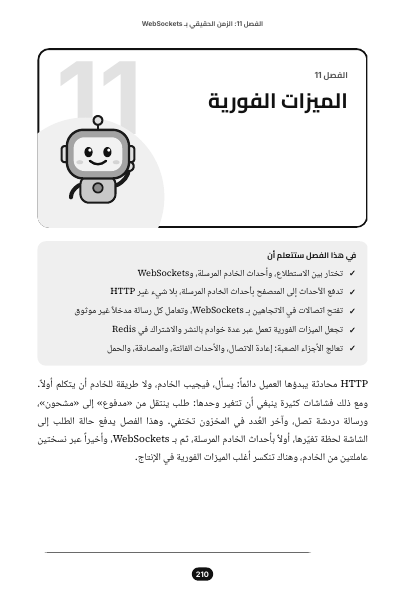 الفصل 11: الزمن الحقيقي بـ WebSockets
11
الفصل 11
الميزات الفورية
في هذا الفصل ستتعلم أن
✓ تختار بين الاستطلاع، وأحداث الخادم المرسلة، وWebSockets
✓ تدفع الأحداث إلى المتصفح بأحداث الخادم المرسلة، بلا شيء غير HTTP
✓ تفتح اتصالات في الاتجاهين بـ WebSockets، وتعامل كل رسالة مدخلاً غير موثوق
✓ تجعل الميزات الفورية تعمل عبر عدة خوادم بالنشر والاشتراك في Redis
✓ تعالج الأجزاء الصعبة: إعادة الاتصال، والأحداث الفائتة، والمصادقة، والحمل
HTTP محادثة يبدؤها العميل دائماً: يسأل، فيجيب الخادم، ولا طريقة للخادم أن يتكلم أولاً.
ومع ذلك فشاشات كثيرة ينبغي أن تتغير وحدها: طلب ينتقل من «مدفوع» إلى «مشحون»،
ورسالة دردشة تصل، وآخر العُدد في المخزون تختفي. وهذا الفصل يدفع حالة الطلب إلى
الشاشة لحظة تغيّرها، أولاً بأحداث الخادم المرسلة، ثم بـ WebSockets، وأخيراً عبر نسختين
عاملتين من الخادم، وهناك تنكسر أغلب الميزات الفورية في الإنتاج.
210